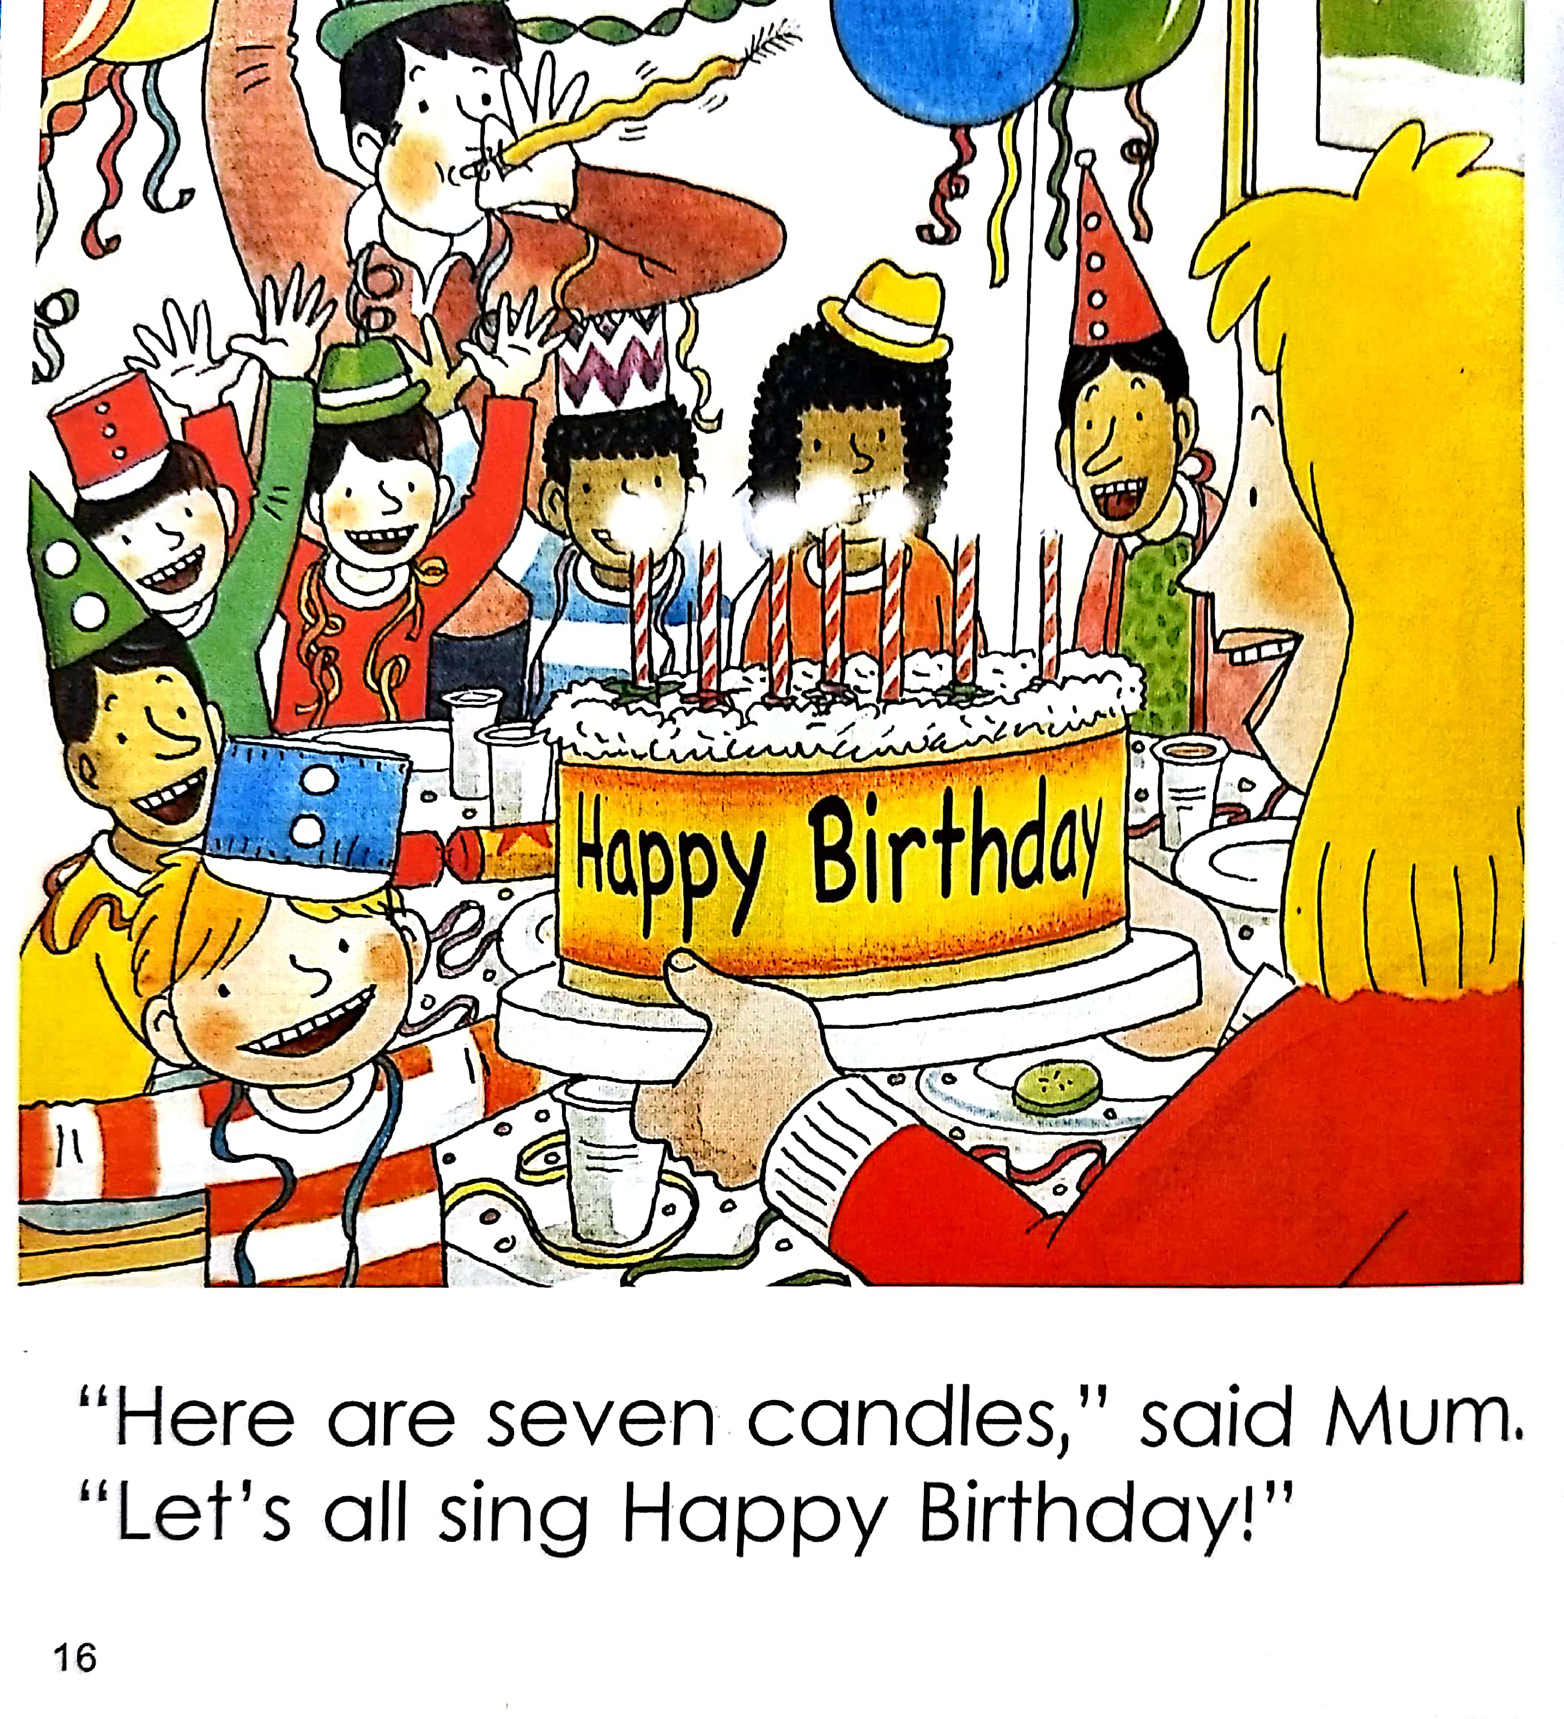 Happy Birthday
“Here are seven candles,” said Mum.
“Let’s all sing Happy Birthday!”
16